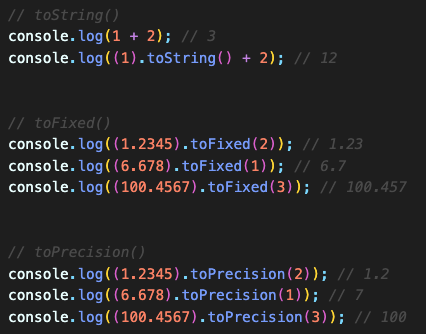 // toString()
console.log(1 + 2); // 3
console.log((1).toString() + 2); // 12
// toFixed()
console.log((1.2345).toFixed(2)); // 1.23
console.log((6.678).toFixed(1)); // 6.7
console.log((100.4567).toFixed(3)); // 100.457
// toPrecision()
console.log((1.2345).toPrecision(2)); // 1.2
console.log((6.678).toPrecision(1)); // 7
console.log((100.4567).toPrecision(3)); // 100